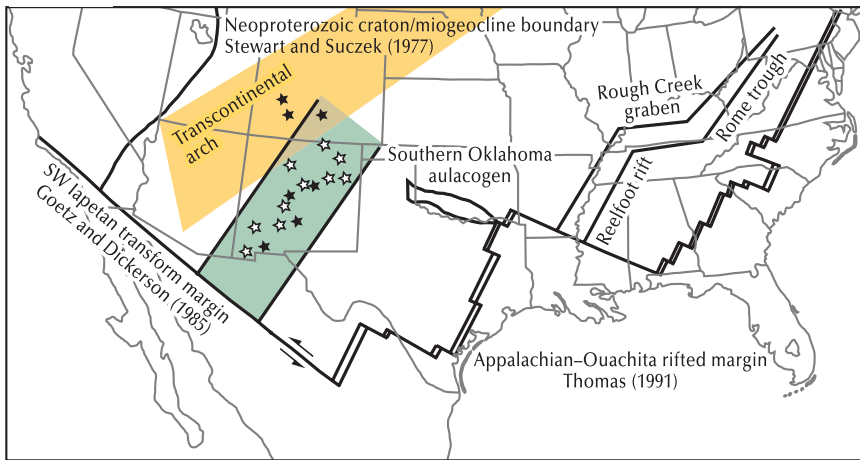 Neoproterozoic craton/miogeocline boundary
Stewart and Suczek (1977)
Transcontinental
arch
Rough Creek
graben
Rome trough
Reelfoot rift
Southern Oklahoma
aulacogen
SW Iapetan transform margin
Goetz and Dickerson (1985)
Appalachian–Ouachita rifted margin
Thomas (1991)